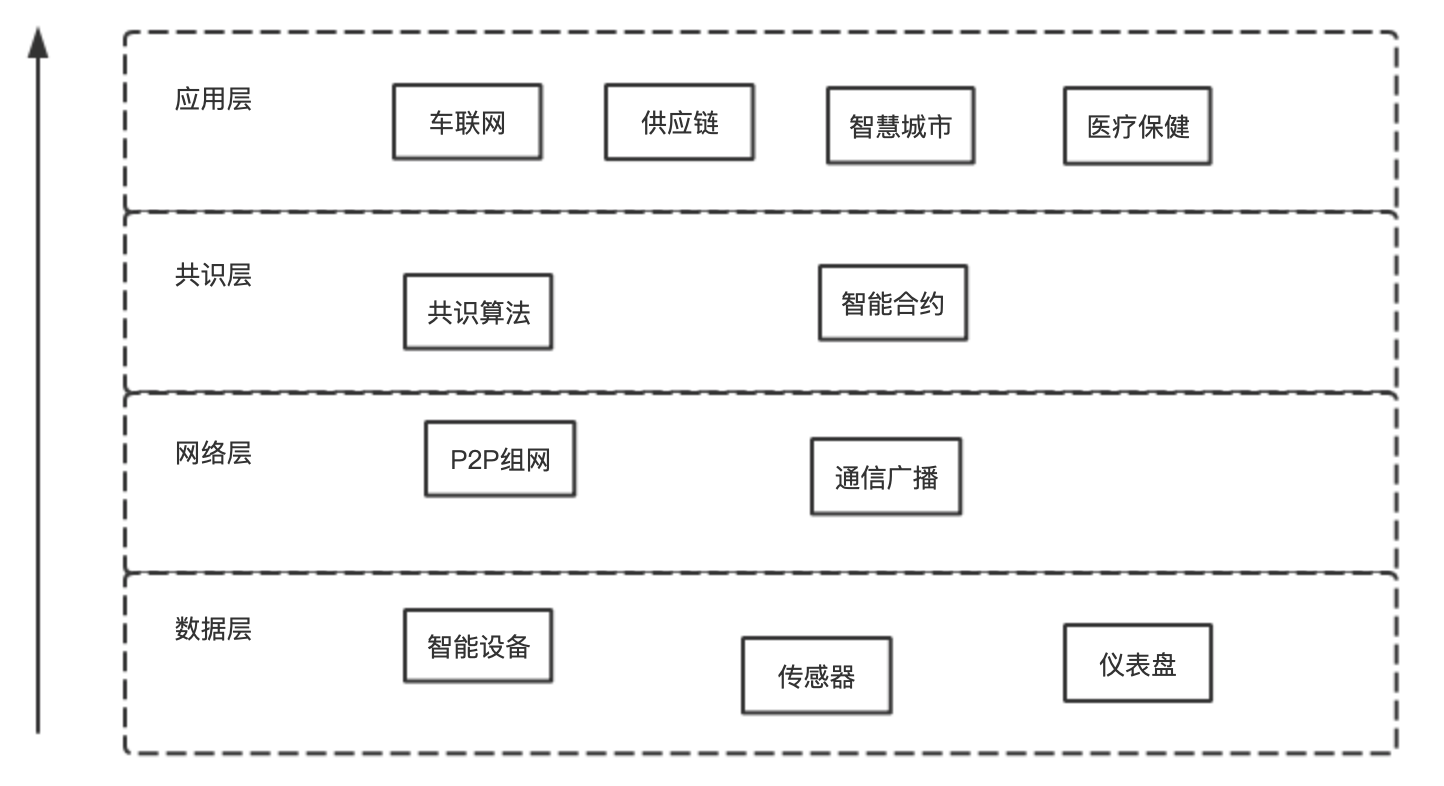 应用层
车联网
供应链
智慧城市
医疗保健
共识层
共识算法
智能合约
网络层
P2P组网
通信广播
数据层
智能设备
传感器
仪表盘